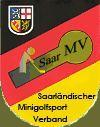 Saar MV
Saarländischer
Minigolfsport
Verband